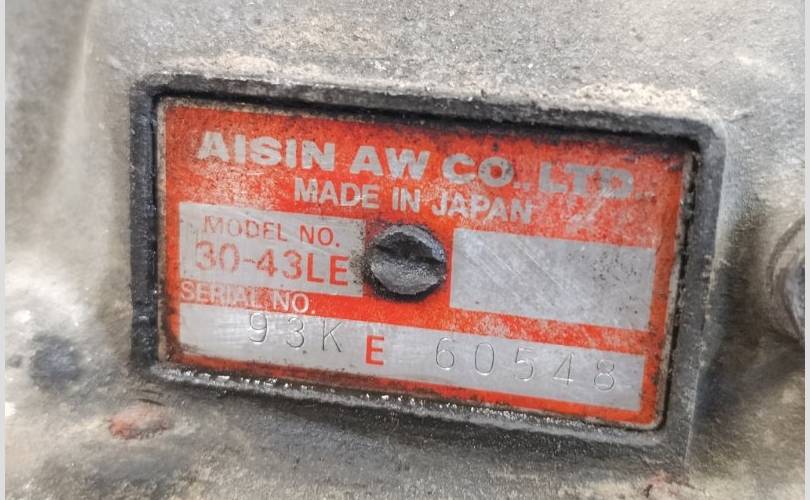 AISIN AW CO., LTD.
MADE IN JAPAN
MODEL NO.
30-43LE
SERIAL NO.
93K E 60548